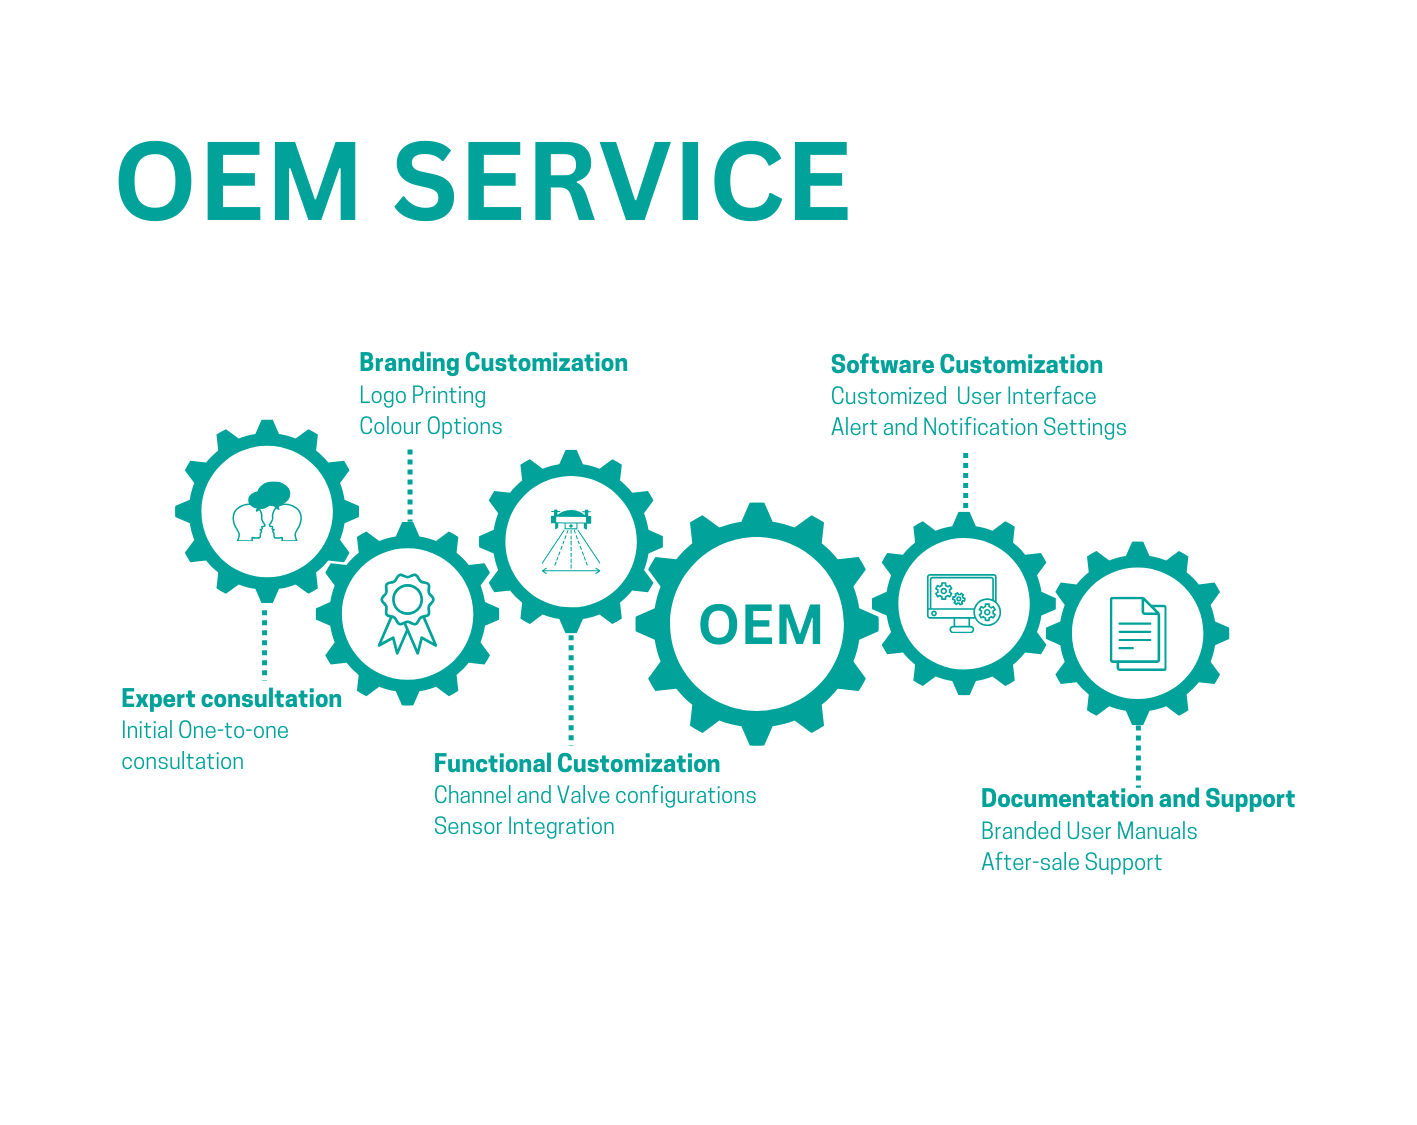 OEM SERVICE
Branding Customization
Logo Printing
Colour Options
Software Customization
Customized  User Interface
Alert and Notification Settings
OEM
Expert consultation
Initial One-to-one
consultation
Functional Customization
Channel and Valve configurations
Sensor Integration
Documentation and Support
Branded User Manuals
After-sale Support